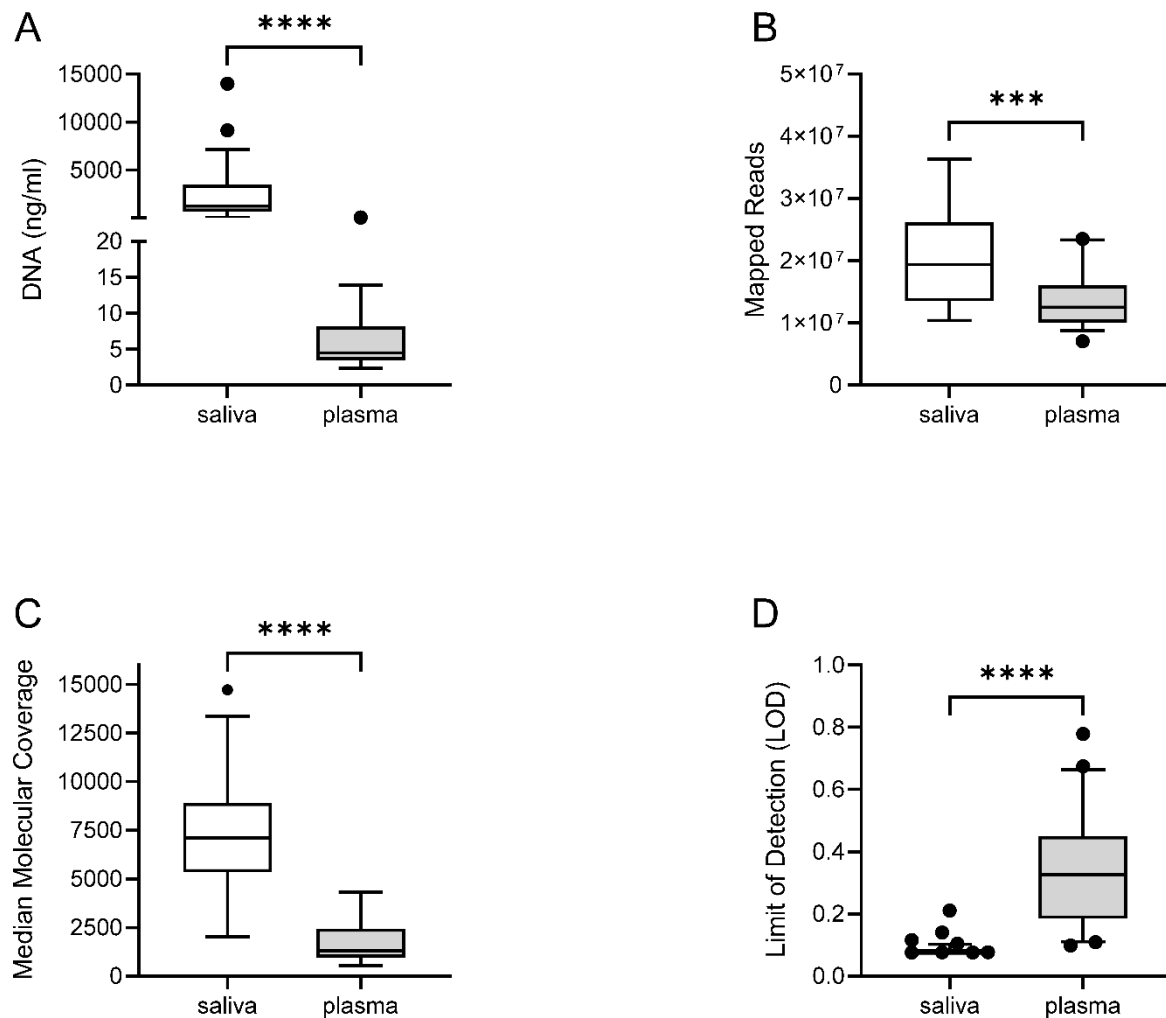 A
****
DNA (ng/ml)
15000
10000
5000
20
15
10
5
0
saliva plasma
B
***
Mapped Reads
5×10⁷
4×10⁷
3×10⁷
2×10⁷
1×10⁷
0
saliva plasma
C
****
Median Molecular Coverage
15000
12500
10000
7500
5000
2500
0
saliva plasma
D
****
Limit of Detection (LOD)
1.0
0.8
0.6
0.4
0.2
0.0
saliva plasma